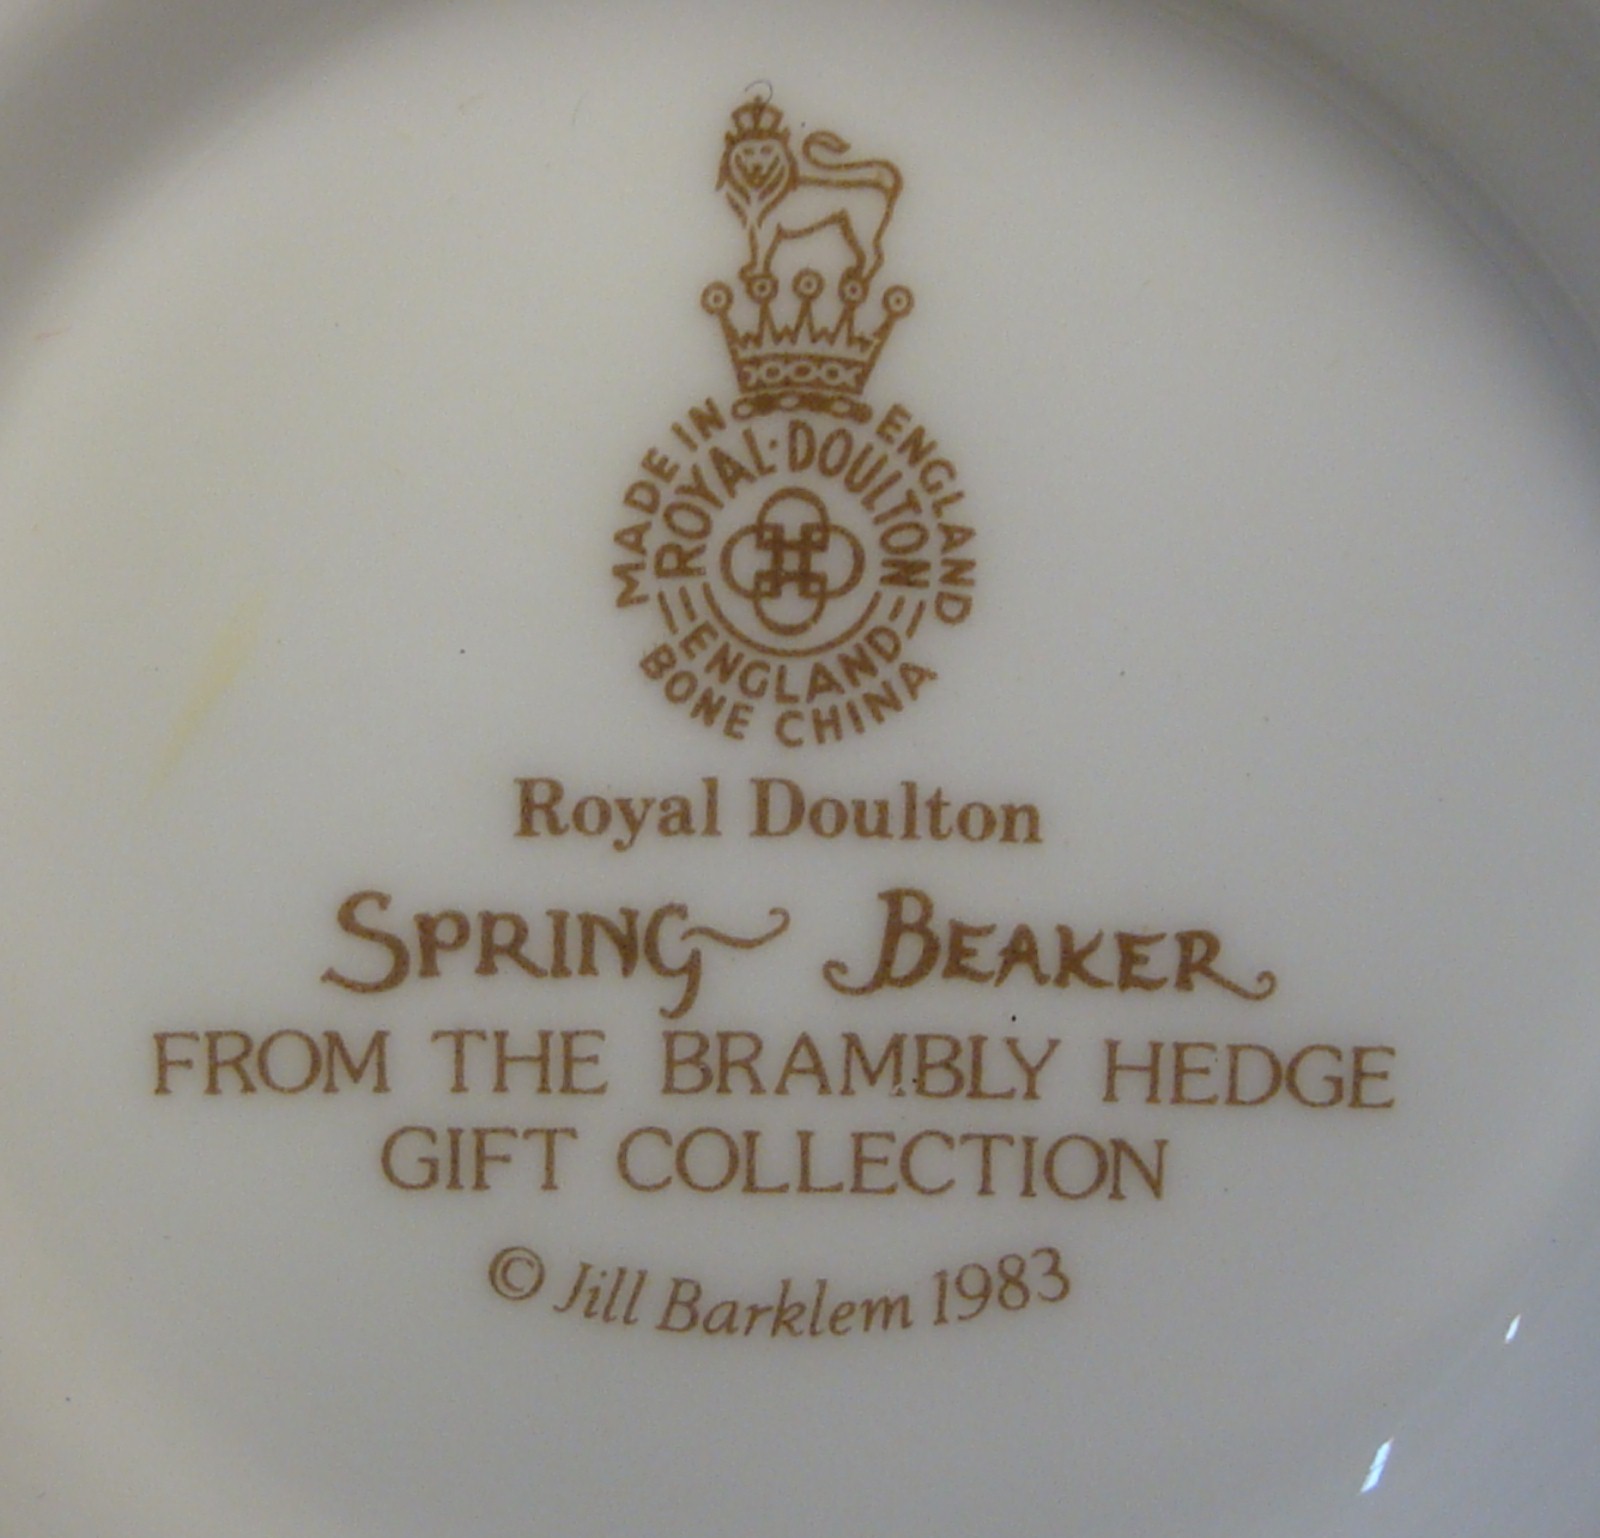 MADE IN ENGLAND
ROYAL·DOULTON
ENGLAND
BONE CHINA
Royal Doulton
SPRING BEAKER
FROM THE BRAMBLY HEDGE
GIFT COLLECTION
© Jill Barklem 1983